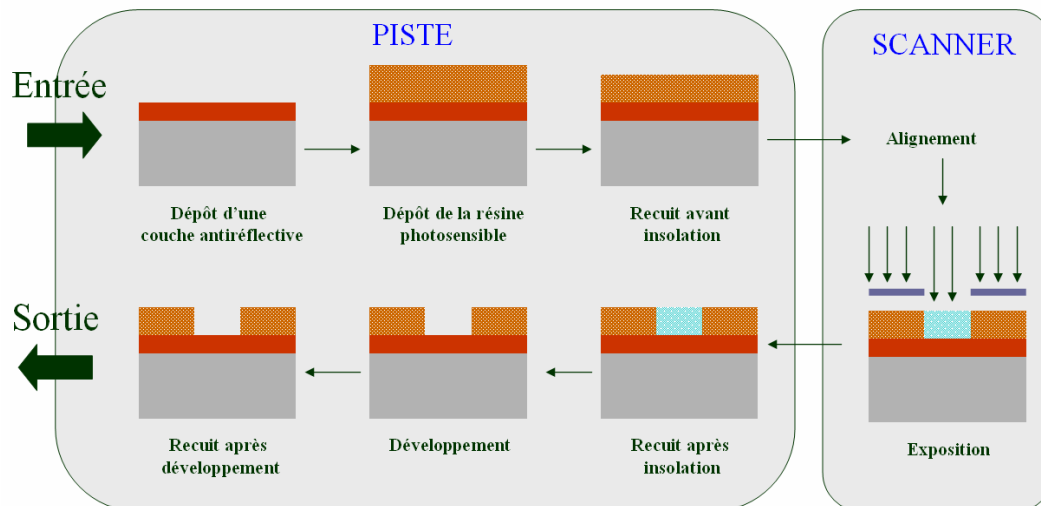 PISTE
SCANNER
Entrée
Dépôt d’une
couche antiréflective
Dépôt de la résine
photosensible
Recuit avant
insolation
Alignement
Sortie
Recuit après
développement
Développement
Recuit après
insolation
Exposition